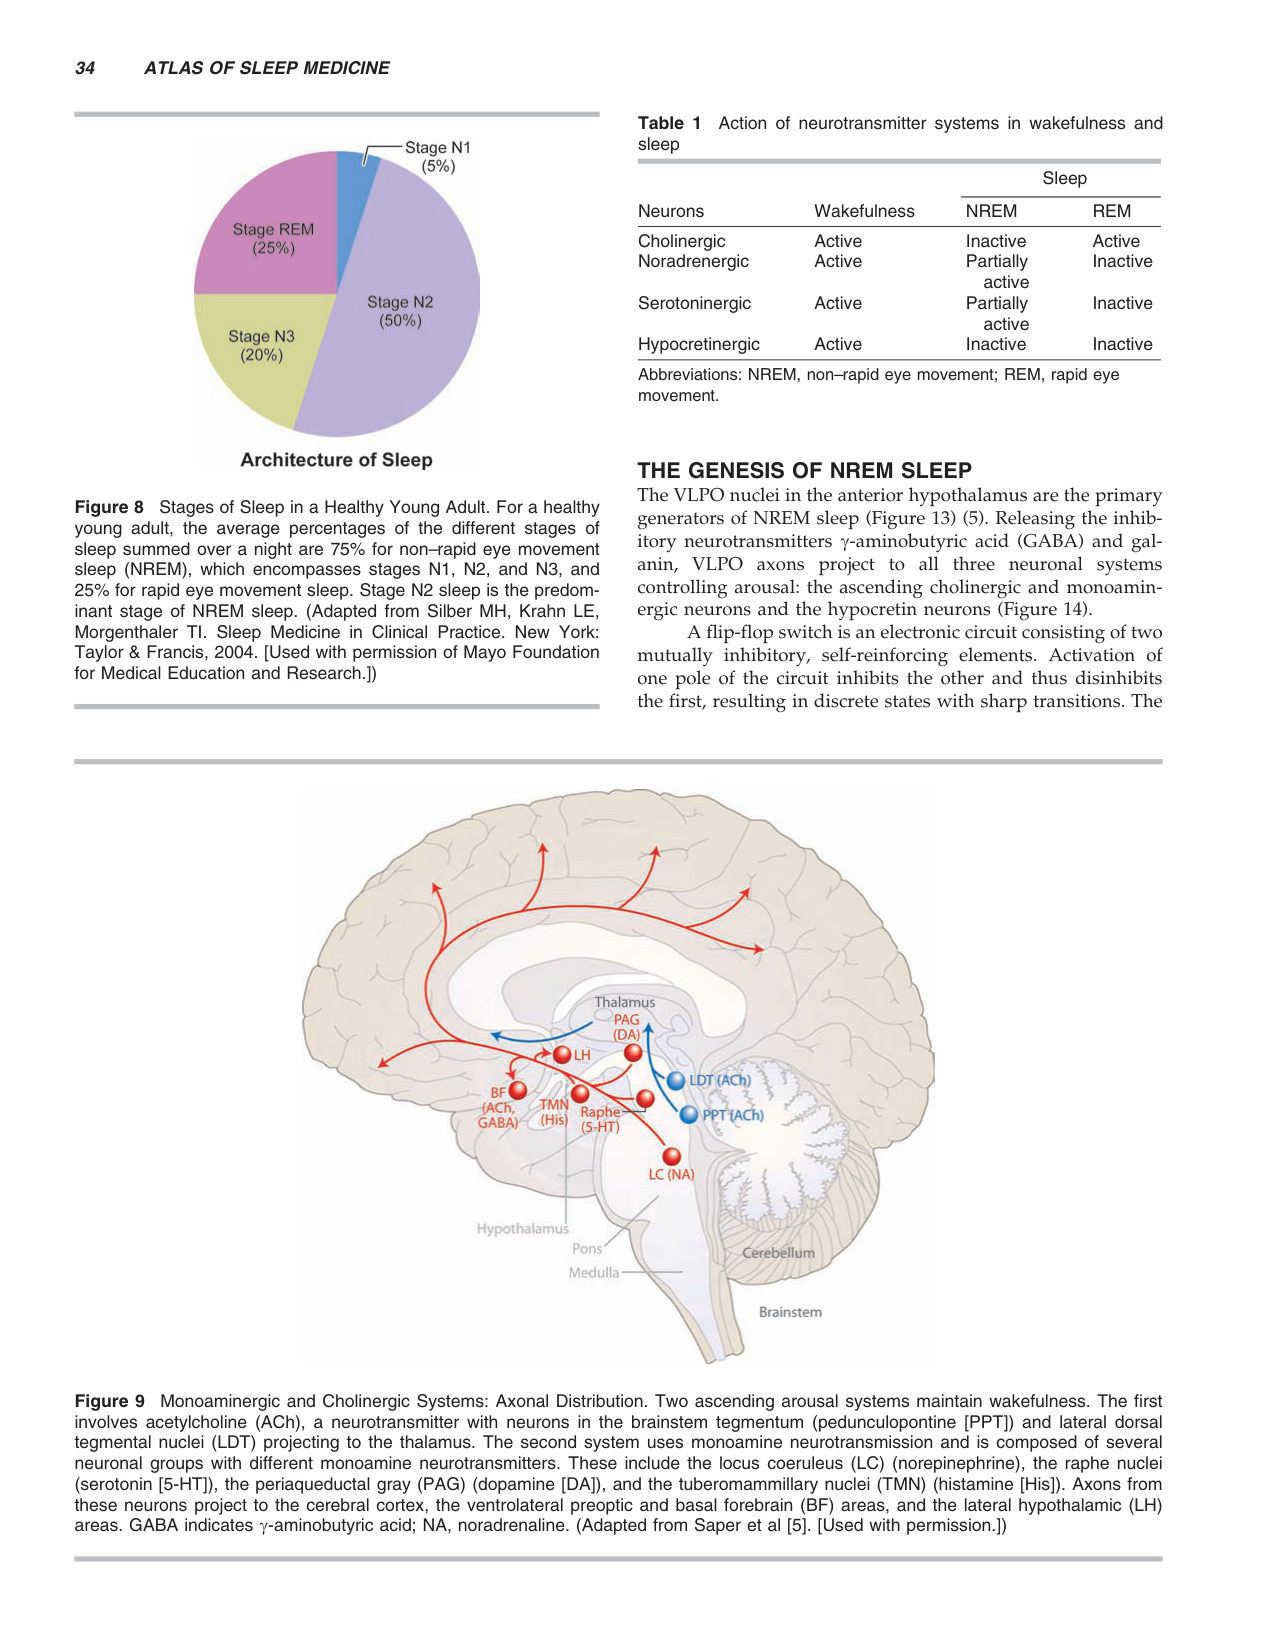 34 ATLAS OF SLEEP MEDICINE
Stage N1
(5%)
Stage REM
(25%)
Stage N2
(50%)
Stage N3
(20%)
Architecture of Sleep
Figure 8 Stages of Sleep in a Healthy Young Adult. For a healthy
young adult, the average percentages of the different stages of
sleep summed over a night are 75% for non–rapid eye movement
sleep (NREM), which encompasses stages N1, N2, and N3, and
25% for rapid eye movement sleep. Stage N2 sleep is the predom-
inant stage of NREM sleep. (Adapted from Silber MH, Krahn LE,
Morgenthaler TI. Sleep Medicine in Clinical Practice. New York:
Taylor & Francis, 2004. [Used with permission of Mayo Foundation
for Medical Education and Research.])
Table 1 Action of neurotransmitter systems in wakefulness and
sleep
Sleep
Neurons Wakefulness NREM REM
Cholinergic Active Inactive Active
Noradrenergic Active Partially Inactive
active
Serotoninergic Active Partially Inactive
active
Hypocretinergic Active Inactive Inactive
Abbreviations: NREM, non–rapid eye movement; REM, rapid eye
movement.
THE GENESIS OF NREM SLEEP
The VLPO nuclei in the anterior hypothalamus are the primary
generators of NREM sleep (Figure 13) (5). Releasing the inhib-
itory neurotransmitters γ-aminobutyric acid (GABA) and gal-
anin, VLPO axons project to all three neuronal systems
controlling arousal: the ascending cholinergic and monoamin-
ergic neurons and the hypocretin neurons (Figure 14).
A flip-flop switch is an electronic circuit consisting of two
mutually inhibitory, self-reinforcing elements. Activation of
one pole of the circuit inhibits the other and thus disinhibits
the first, resulting in discrete states with sharp transitions. The
Thalamus
PAG
(DA)
LH
LDT (ACh)
BF
(ACh,
GABA)
TMN
(His)
Raphe
(5-HT)
PPT (ACh)
LC (NA)
Hypothalamus
Pons
Medulla
Cerebellum
Brainstem
Figure 9 Monoaminergic and Cholinergic Systems: Axonal Distribution. Two ascending arousal systems maintain wakefulness. The first
involves acetylcholine (ACh), a neurotransmitter with neurons in the brainstem tegmentum (pedunculopontine [PPT]) and lateral dorsal
tegmental nuclei (LDT) projecting to the thalamus. The second system uses monoamine neurotransmission and is composed of several
neuronal groups with different monoamine neurotransmitters. These include the locus coeruleus (LC) (norepinephrine), the raphe nuclei
(serotonin [5-HT]), the periaqueductal gray (PAG) (dopamine [DA]), and the tuberomammillary nuclei (TMN) (histamine [His]). Axons from
these neurons project to the cerebral cortex, the ventrolateral preoptic and basal forebrain (BF) areas, and the lateral hypothalamic (LH)
areas. GABA indicates γ-aminobutyric acid; NA, noradrenaline. (Adapted from Saper et al [5]. [Used with permission.])